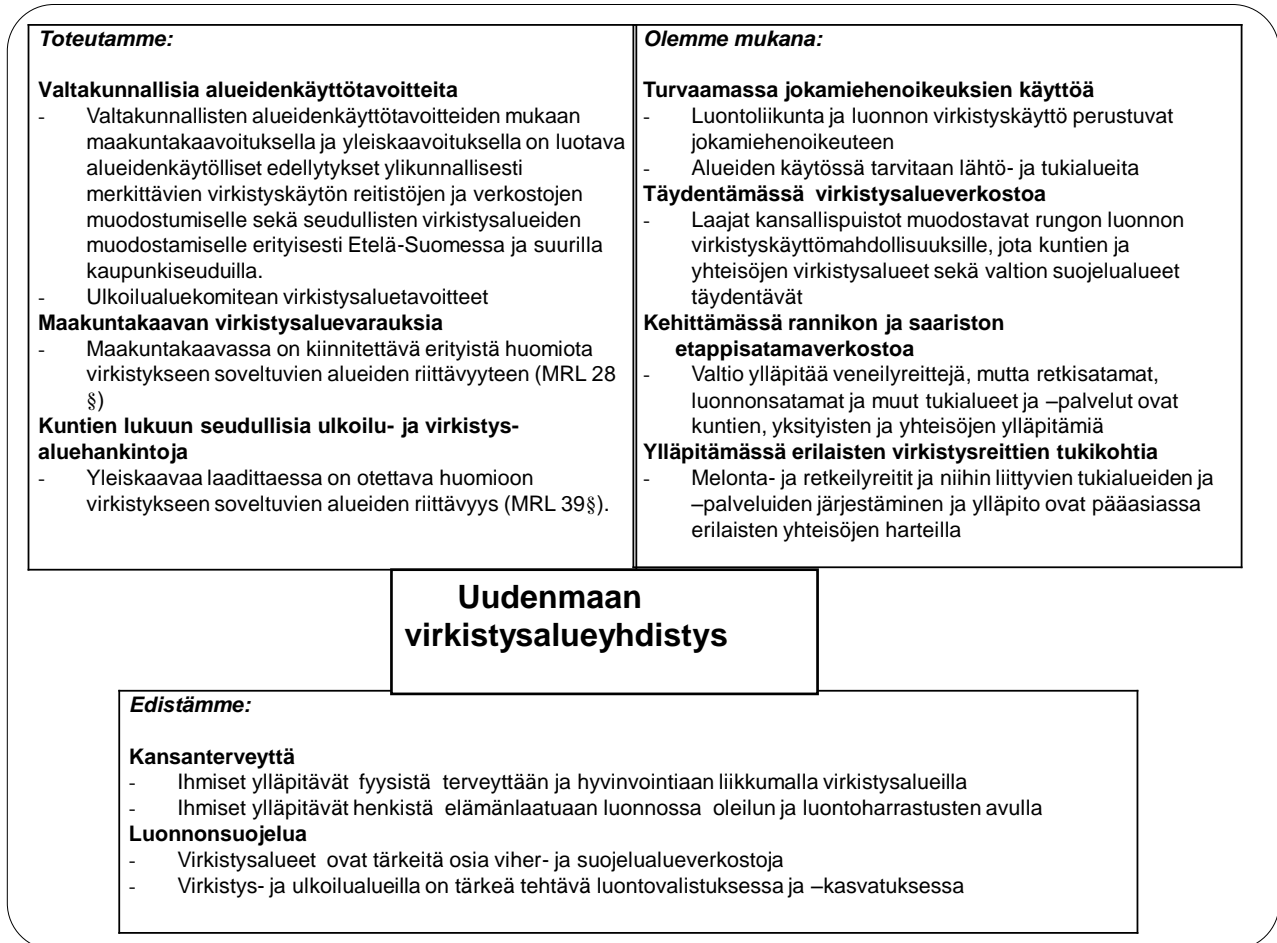 Toteutamme:
Valtakunnallisia alueidenkäyttötavoitteita
- Valtakunnallisten alueidenkäyttötavoitteiden mukaan
maakuntakaavoituksella ja yleiskaavoituksella on luotava
alueidenkäytölliset edellytykset ylikunnallisesti
merkittävien virkistyskäytön reitistöjen ja verkostojen
muodostumiselle sekä seudullisten virkistysalueiden
muodostamiselle erityisesti Etelä-Suomessa ja suurilla
kaupunkiseuduilla.
- Ulkoilualuekomitean virkistysaluetavoitteet
Maakuntakaavan virkistysaluevarauksia
- Maakuntakaavassa on kiinnitettävä erityistä huomiota
virkistykseen soveltuvien alueiden riittävyyteen (MRL 28
§)
Kuntien lukuun seudullisia ulkoilu- ja virkistys-
aluehankintoja
- Yleiskaavaa laadittaessa on otettava huomioon
virkistykseen soveltuvien alueiden riittävyys (MRL 39§).
Olemme mukana:
Turvaamassa jokamiehenoikeuksien käyttöä
- Luontoliikunta ja luonnon virkistyskäyttö perustuvat
jokamiehenoikeuteen
- Alueiden käytössä tarvitaan lähtö- ja tukialueita
Täydentämässä virkistysalueverkostoa
- Laajat kansallispuistot muodostavat rungon luonnon
virkistyskäyttömahdollisuuksille, jota kuntien ja
yhteisöjen virkistysalueet sekä valtion suojelualueet
täydentävät
Kehittämässä rannikon ja saariston
etappisatamaverkostoa
- Valtio ylläpitää veneilyreittejä, mutta retkisatamat,
luonnonsatamat ja muut tukialueet ja –palvelut ovat
kuntien, yksityisten ja yhteisöjen ylläpitämiä
Ylläpitämässä erilaisten virkistysreittien tukikohtia
- Melonta- ja retkeilyreitit ja niihin liittyvien tukialueiden ja
–palveluiden järjestäminen ja ylläpito ovat pääasiassa
erilaisten yhteisöjen harteilla
Uudenmaan
virkistysalueyhdistys
Edistämme:
Kansanterveyttä
- Ihmiset ylläpitävät fyysistä terveyttään ja hyvinvointiaan liikkumalla virkistysalueilla
- Ihmiset ylläpitävät henkistä elämänlaatuaan luonnossa oleilun ja luontoharrastusten avulla
Luonnonsuojelua
- Virkistysalueet ovat tärkeitä osia viher- ja suojelualueverkostoja
- Virkistys- ja ulkoilualueilla on tärkeä tehtävä luontovalistuksessa ja –kasvatuksessa